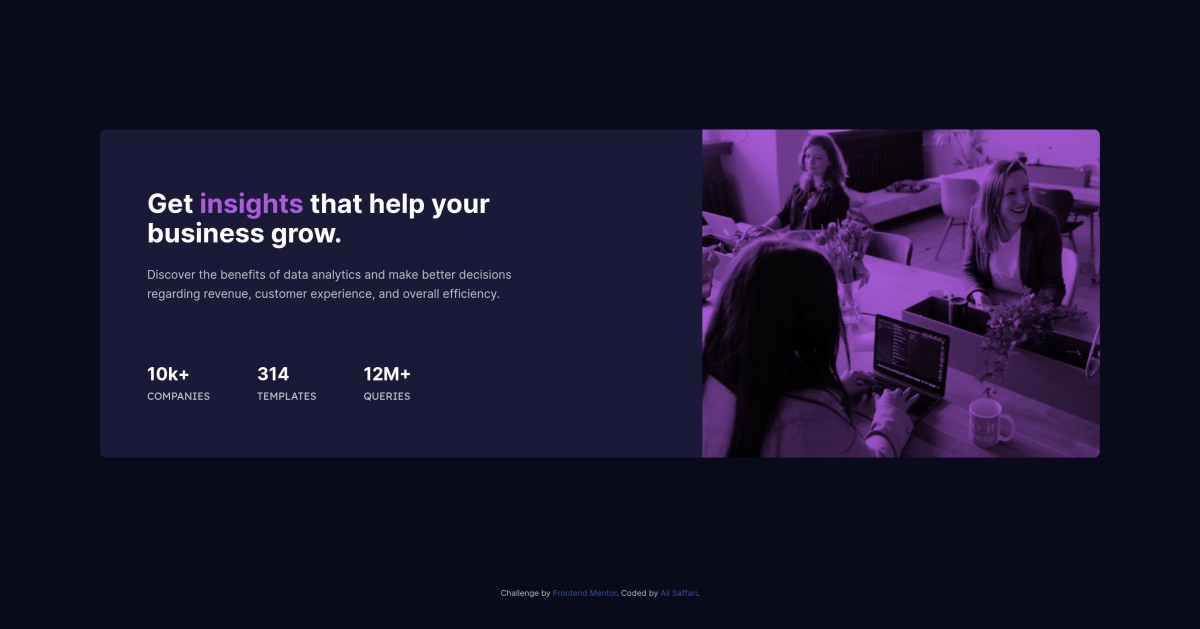 Get insights that help your
business grow.
Discover the benefits of data analytics and make better decisions
regarding revenue, customer experience, and overall efficiency.
10k+ 314 12M+
COMPANIES TEMPLATES QUERIES
Challenge by Frontend Mentor. Coded by Ali Saffari.